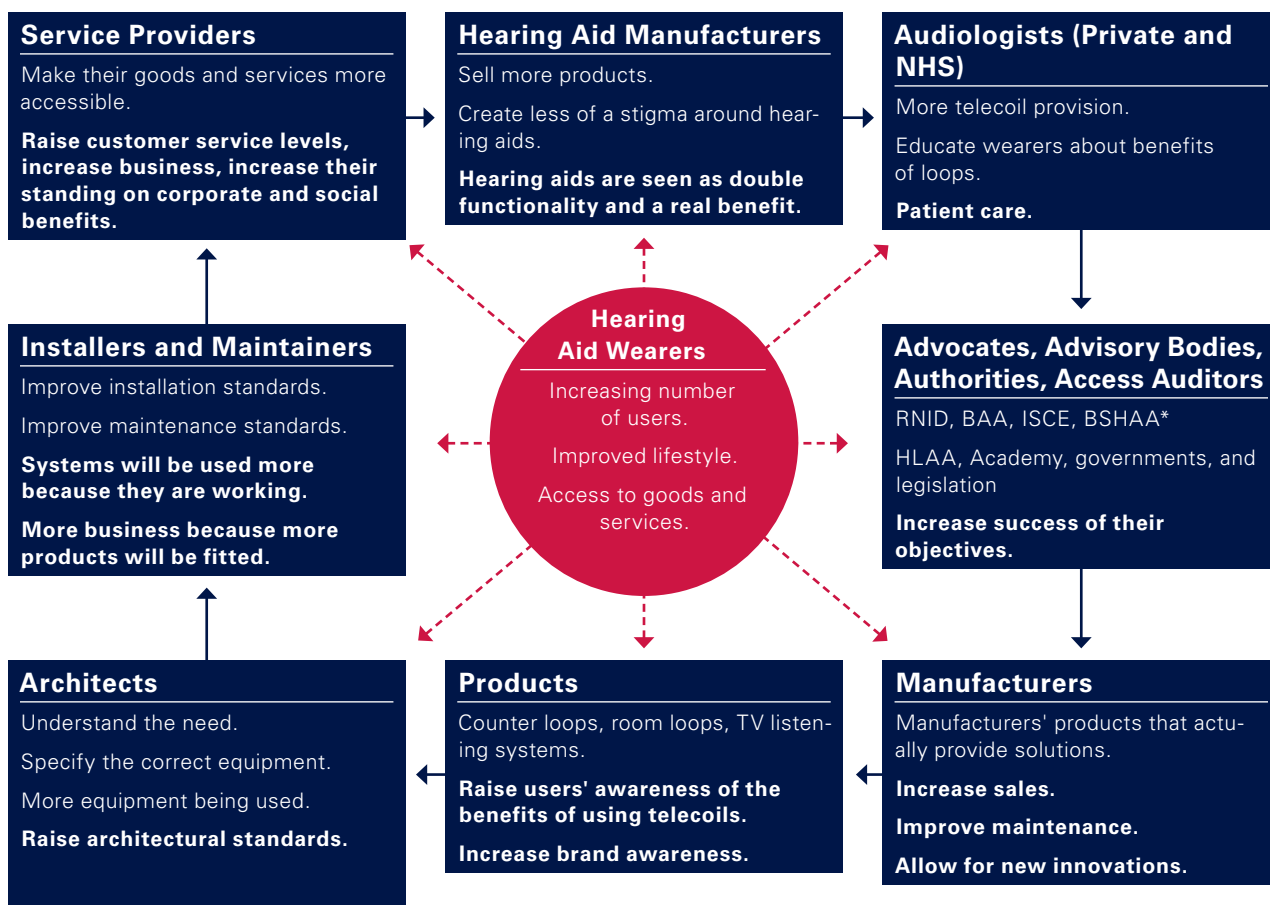 Service Providers
Make their goods and services more
accessible.
Raise customer service levels,
increase business, increase their
standing on corporate and social
benefits.
Hearing Aid Manufacturers
Sell more products.
Create less of a stigma around hear-
ing aids.
Hearing aids are seen as double
functionality and a real benefit.
Audiologists (Private and
NHS)
More telecoil provision.
Educate wearers about benefits
of loops.
Patient care.
Installers and Maintainers
Improve installation standards.
Improve maintenance standards.
Systems will be used more
because they are working.
More business because more
products will be fitted.
Hearing
Aid Wearers
Increasing number
of users.
Improved lifestyle.
Access to goods and
services.
Advocates, Advisory Bodies,
Authorities, Access Auditors
RNID, BAA, ISCE, BSHAA*
HLAA, Academy, governments, and
legislation
Increase success of their
objectives.
Architects
Understand the need.
Specify the correct equipment.
More equipment being used.
Raise architectural standards.
Products
Counter loops, room loops, TV listen-
ing systems.
Raise users' awareness of the
benefits of using telecoils.
Increase brand awareness.
Manufacturers
Manufacturers' products that actu-
ally provide solutions.
Increase sales.
Improve maintenance.
Allow for new innovations.